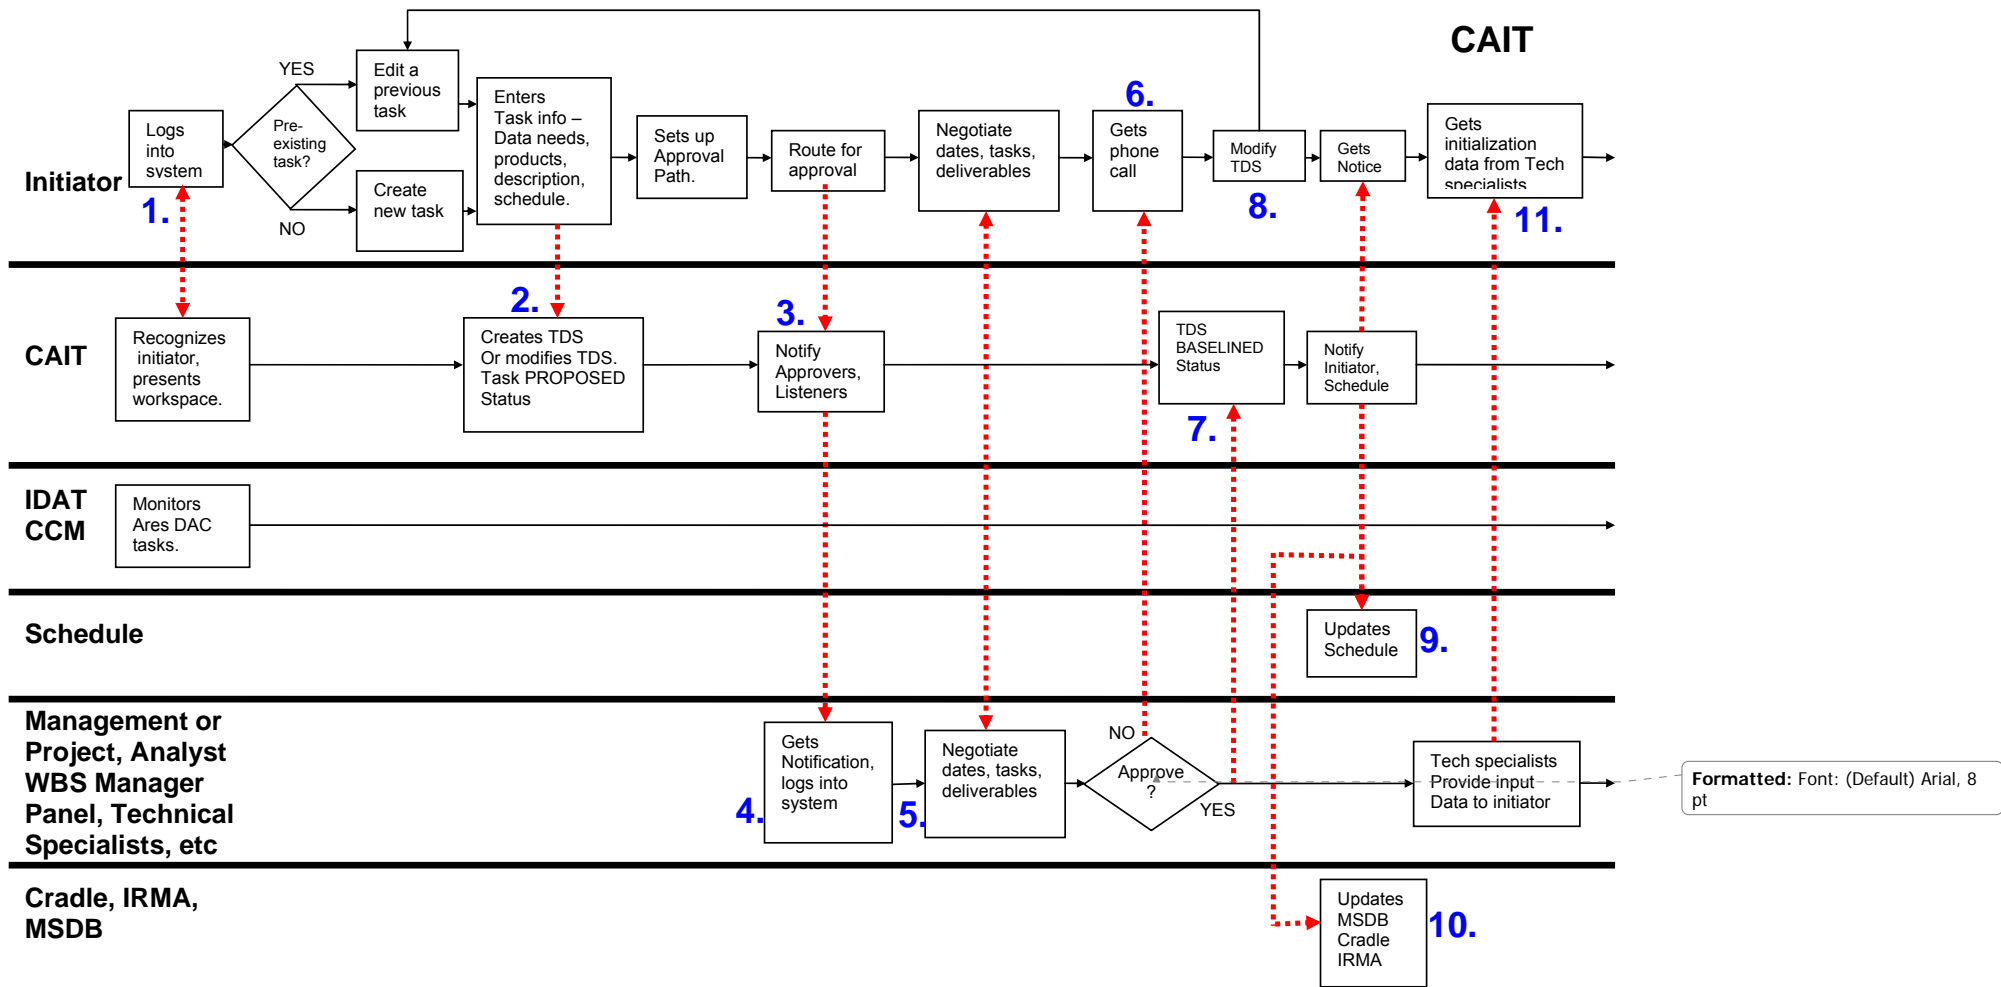 CAIT
Initiator
Logs
into
system
1.
Pre-
existing
task?
YES
NO
Edit a
previous
task
Create
new task
Enters
Task info –
Data needs,
products,
description,
schedule.
Sets up
Approval
Path.
Route for
approval
Negotiate
dates, tasks,
deliverables
6.
Gets
phone
call
Modify
TDS
8.
Gets
Notice
Gets
initialization
data from Tech
specialists
11.
CAIT
Recognizes
initiator,
presents
workspace.
2.
Creates TDS
Or modifies TDS.
Task PROPOSED
Status
3.
Notify
Approvers,
Listeners
TDS
BASELINED
Status
7.
Notify
Initiator,
Schedule
IDAT
CCM
Monitors
Ares DAC
tasks.
Schedule
Updates
Schedule
9.
Management or
Project, Analyst
WBS Manager
Panel, Technical
Specialists, etc
4.
Gets
Notification,
logs into
system
5.
Negotiate
dates, tasks,
deliverables
NO
Approve
?
YES
Tech specialists
Provide input
Data to initiator
Formatted: Font: (Default) Arial, 8
pt
Cradle, IRMA,
MSDB
Updates
MSDB
Cradle
IRMA
10.